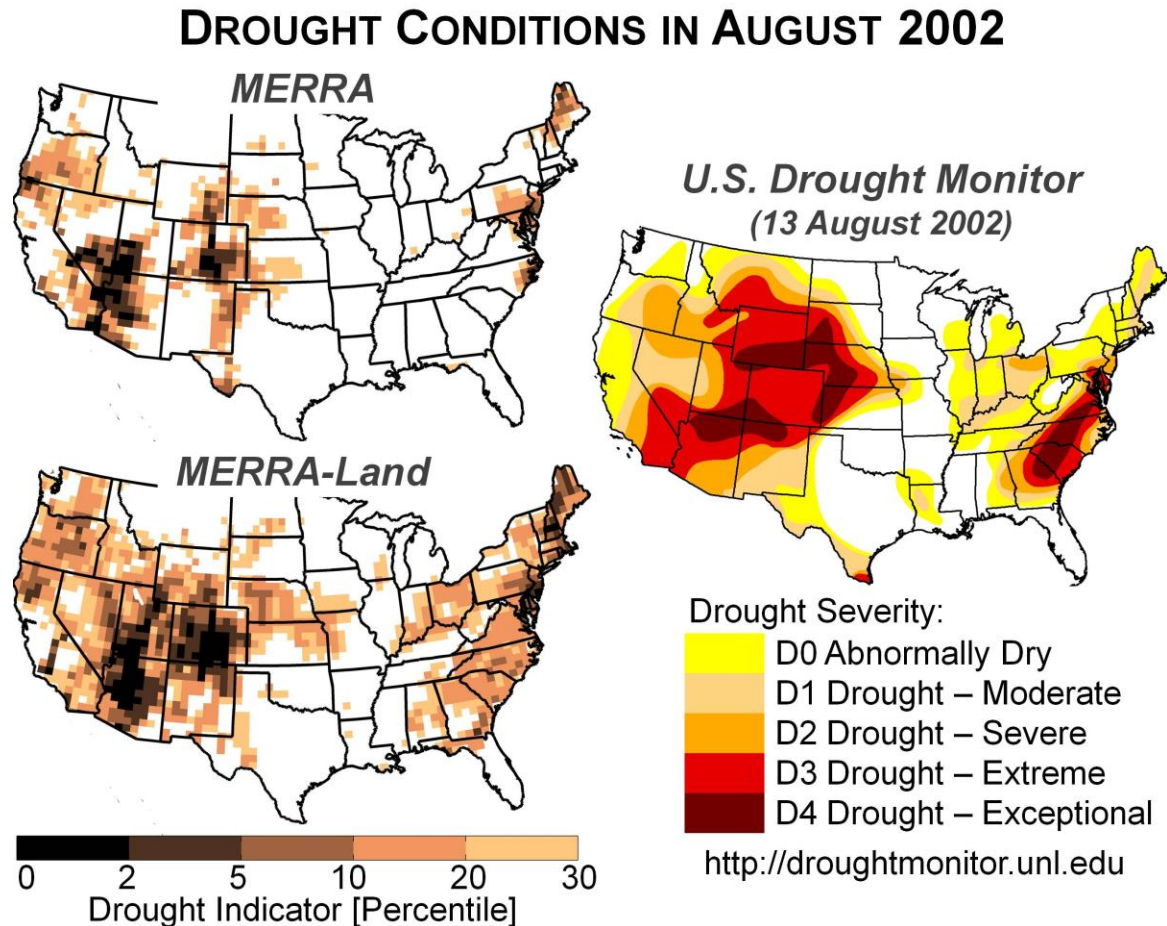 DROUGHT CONDITIONS IN AUGUST 2002
MERRA
U.S. Drought Monitor
(13 August 2002)
MERRA-Land
Drought Severity:
D0 Abnormally Dry
D1 Drought – Moderate
D2 Drought – Severe
D3 Drought – Extreme
D4 Drought – Exceptional
http://droughtmonitor.unl.edu
0 2 5 10 20 30
Drought Indicator [Percentile]